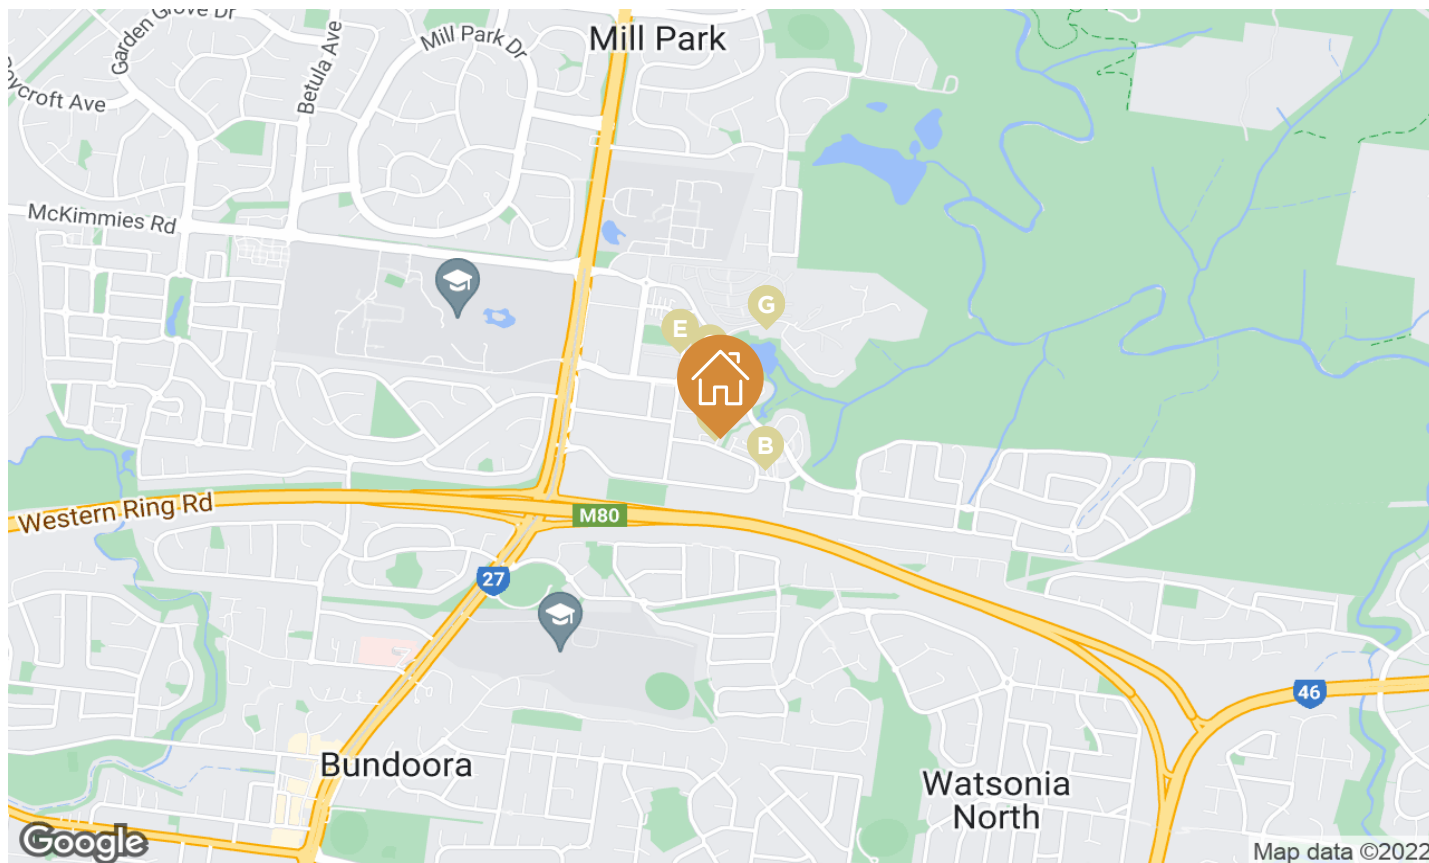 Garden Grove Dr
Mill Park
Mill Park Dr
Betula Ave
oycroft Ave
McKimmies Rd
G
E
B
Western Ring Rd
M80
27
46
Bundoora
Watsonia
North
Google
Map data ©2022